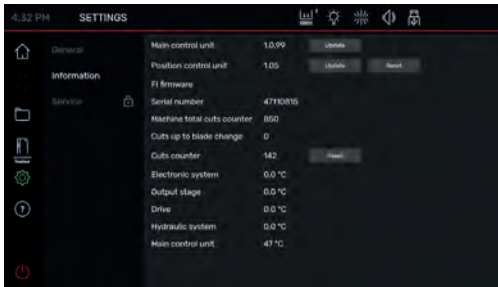 4.32 PM SETTINGS
General
Information
Service
Main control unit 1.0.99 Update
Position control unit 1.05 Update Reset
FI firmware
Serial number 47110815
Machine total cuts counter 850
Cuts up to blade change 0
Cuts counter 142 Reset
Electronic system 0.0 °C
Output stage 0.0 °C
Drive 0.0 °C
Hydraulic system 0.0 °C
Main control unit 47 °C